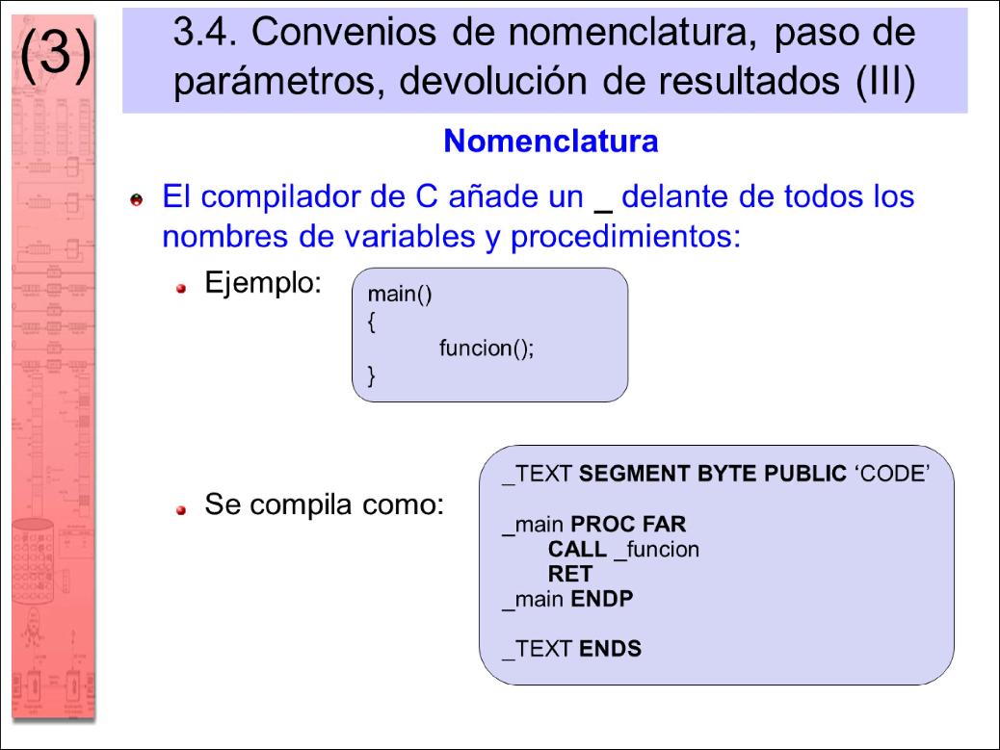 (3)
3.4. Convenios de nomenclatura, paso de
parámetros, devolución de resultados (III)
Nomenclatura
El compilador de C añade un _ delante de todos los
nombres de variables y procedimientos:
Ejemplo:
main()
{
funcion();
}
Se compila como:
_TEXT SEGMENT BYTE PUBLIC ‘CODE’
_main PROC FAR
CALL _funcion
RET
_main ENDP
_TEXT ENDS